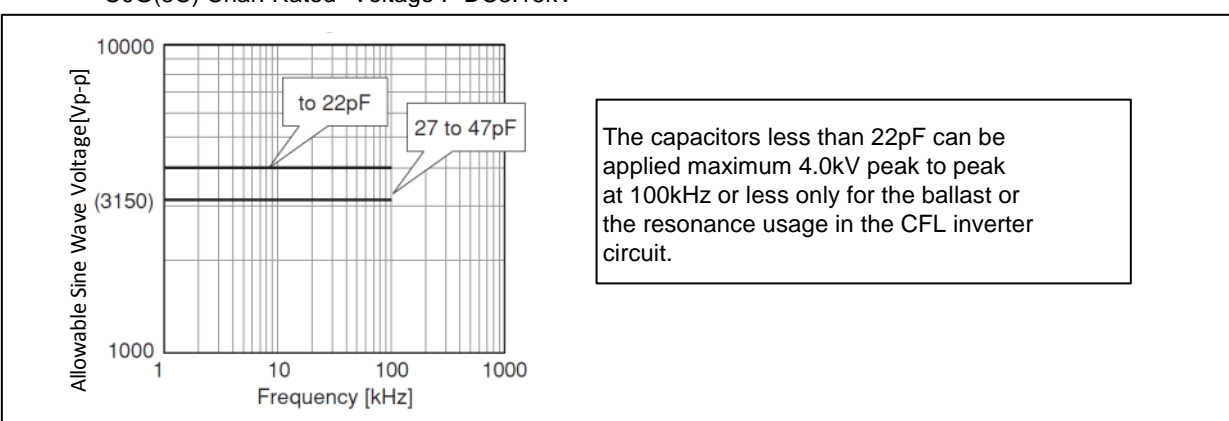 10000
to 22pF
27 to 47pF
(3150)
1000
1
10
100
1000
Frequency [kHz]
Allowable Sine Wave Voltage[Vp-p]
The capacitors less than 22pF can be
applied maximum 4.0kV peak to peak
at 100kHz or less only for the ballast or
the resonance usage in the CFL inverter
circuit.